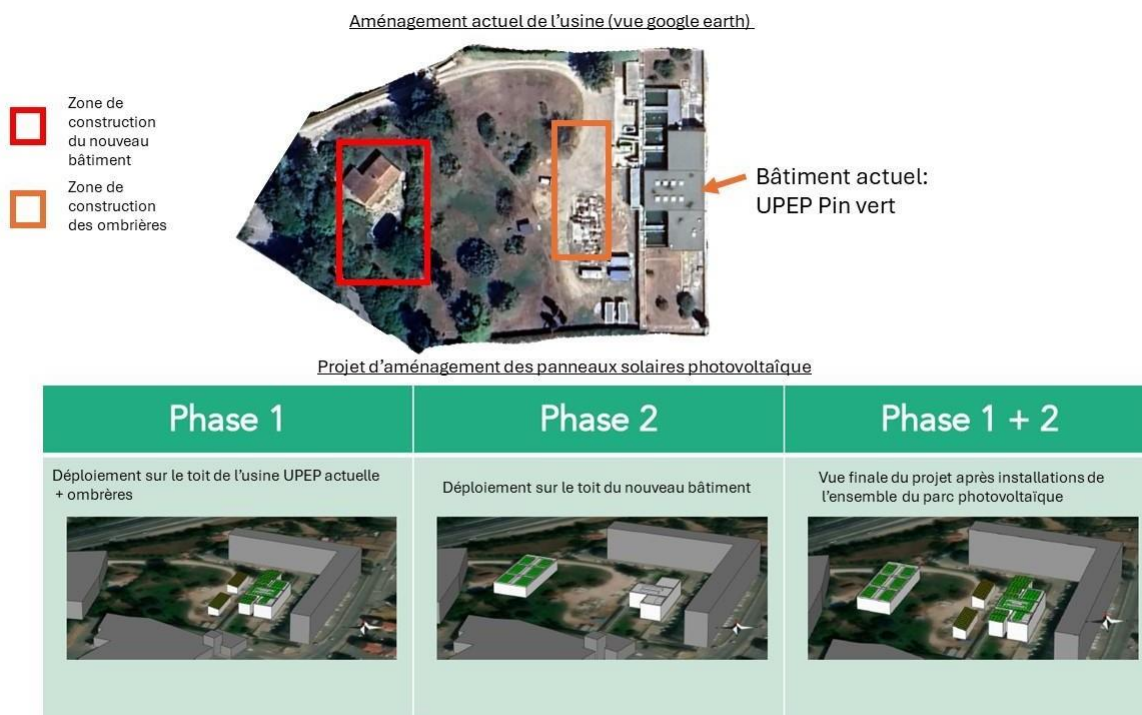 Aménagement actuel de l'usine (vue google earth)
Zone de
construction
du nouveau
bâtiment
Zone de
construction
des ombrières
Bâtiment actuel:
UPEP Pin vert
Projet d'aménagement des panneaux solaires photovoltaîque
Phase 1
Phase 2
Phase 1 + 2
Déploiement sur le toit de l'usine UPEP actuelle
+ ombrères
Déploiement sur le toit du nouveau bâtiment
Vue finale du projet après installations de
l'ensemble du parc photovoltaïque